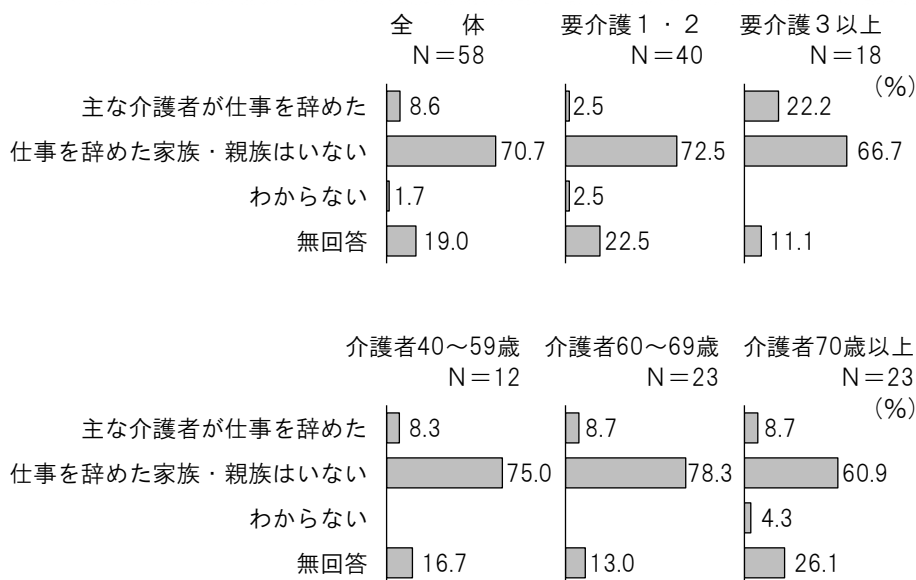 全　　体　要介護１・２　要介護３以上
Ｎ＝58　Ｎ＝40　Ｎ＝18
（%）
主な介護者が仕事を辞めた　8.6　2.5　22.2
仕事を辞めた家族・親族はいない　70.7　72.5　66.7
わからない　1.7　2.5
無回答　19.0　22.5　11.1
介護者40～59歳　介護者60～69歳　介護者70歳以上
Ｎ＝12　Ｎ＝23　Ｎ＝23
（%）
主な介護者が仕事を辞めた　8.3　8.7　8.7
仕事を辞めた家族・親族はいない　75.0　78.3　60.9
わからない　4.3
無回答　16.7　13.0　26.1